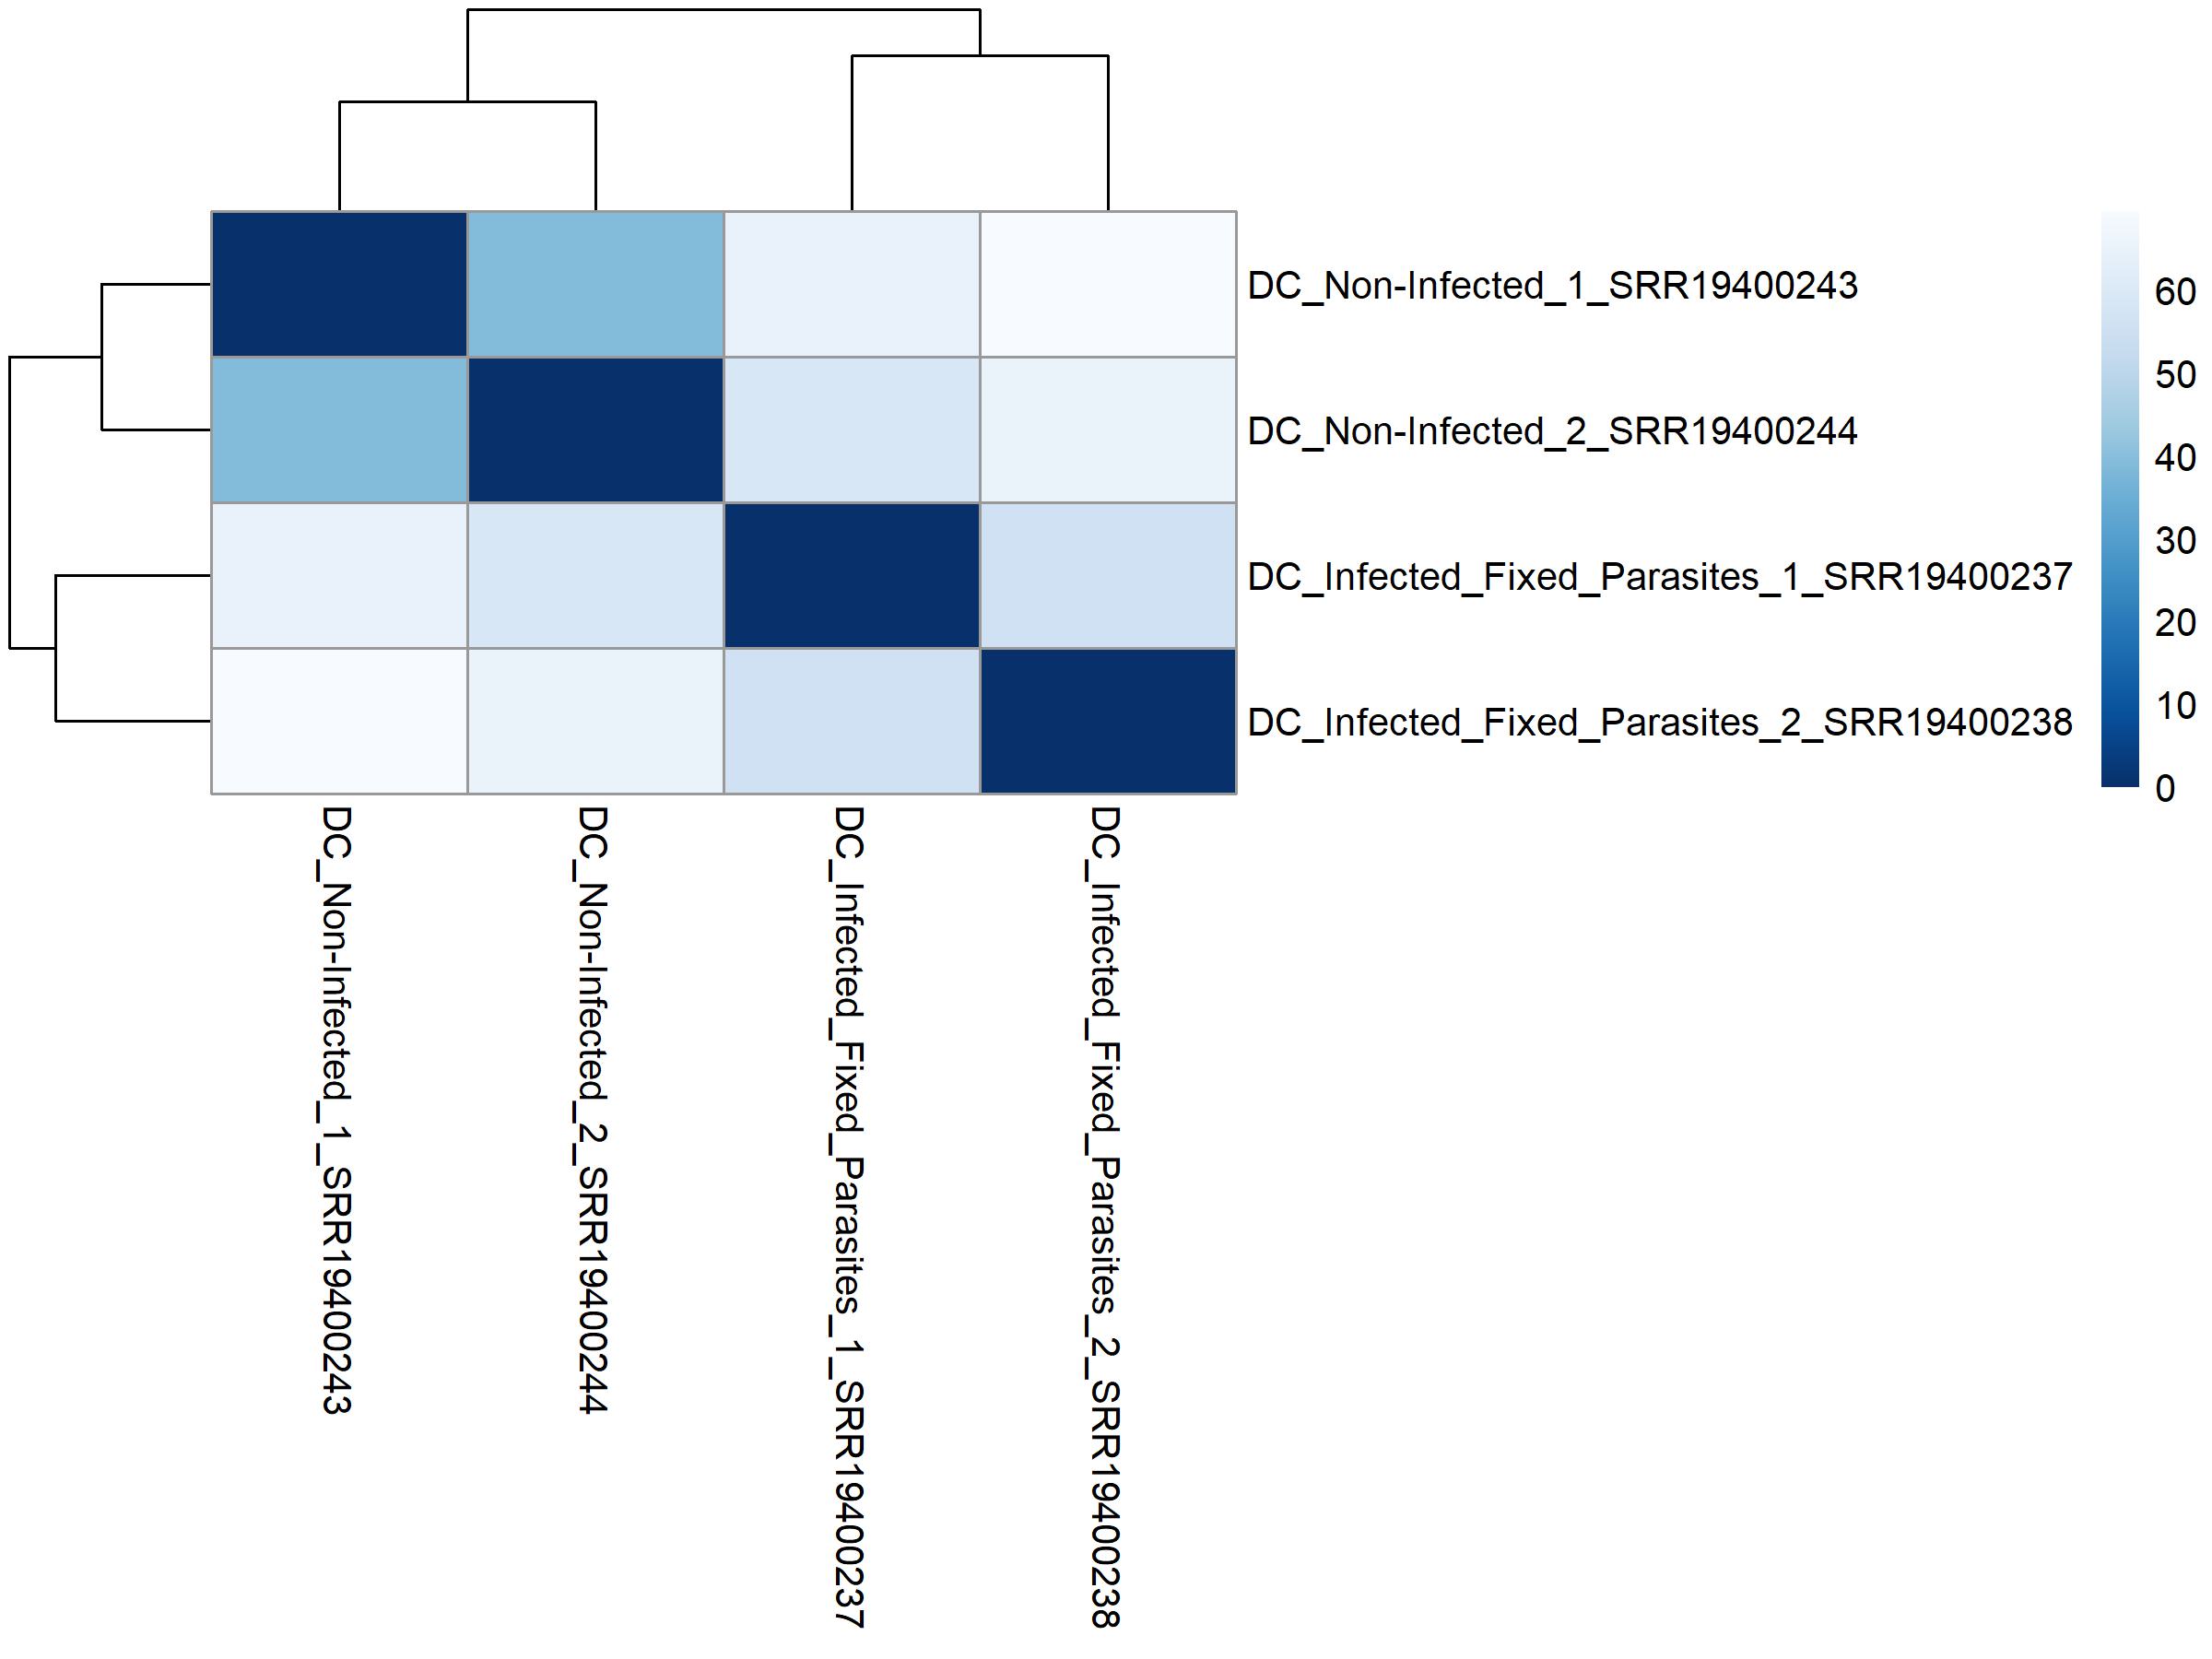 DC_Non-Infected_1_SRR19400243
DC_Non-Infected_2_SRR19400244
DC_Infected_Fixed_Parasites_1_SRR19400237
DC_Infected_Fixed_Parasites_2_SRR19400238
60
50
40
30
20
10
0
DC_Non-Infected_1_SRR19400243
DC_Non-Infected_2_SRR19400244
DC_Infected_Fixed_Parasites_1_SRR19400237
DC_Infected_Fixed_Parasites_2_SRR19400238